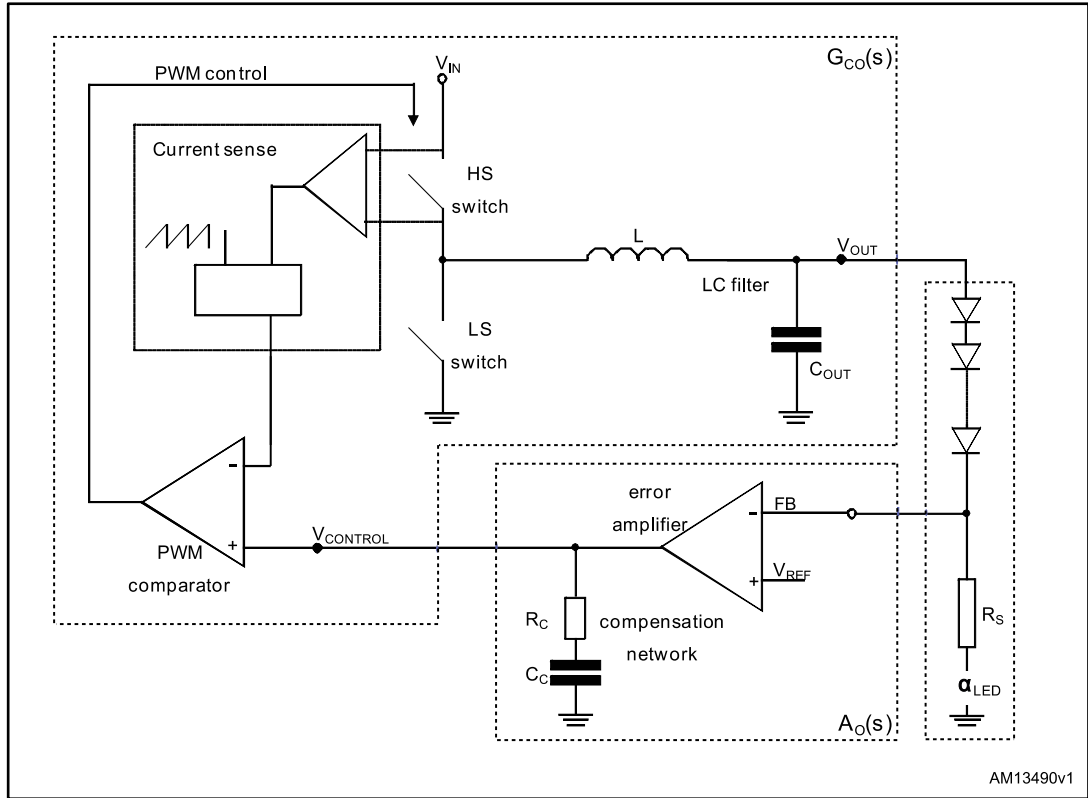 G_CO(s)
PWM control
V_IN
Current sense
HS
switch
L
V_OUT
LC filter
LS
switch
C_OUT
-
+
PWM
comparator
V_CONTROL
error
amplifier
-
FB
+
V_REF
R_C
compensation
network
C_C
R_S
α_LED
A_O(s)
AM13490v1